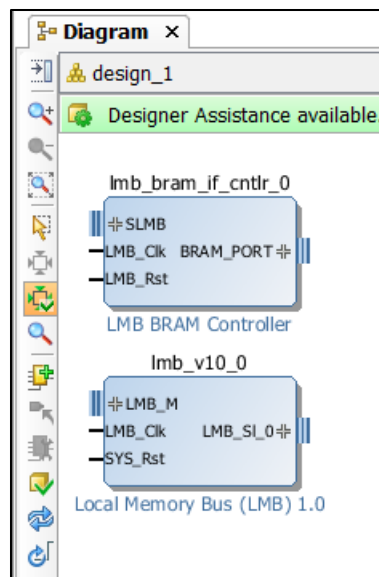 Diagram ×
design_1
Designer Assistance available
lmb_bram_if_cntlr_0
SLMB
LMB_Clk BRAM_PORT
LMB_Rst
LMB BRAM Controller
lmb_v10_0
LMB_M
LMB_Clk LMB_Sl_0
SYS_Rst
Local Memory Bus (LMB) 1.0